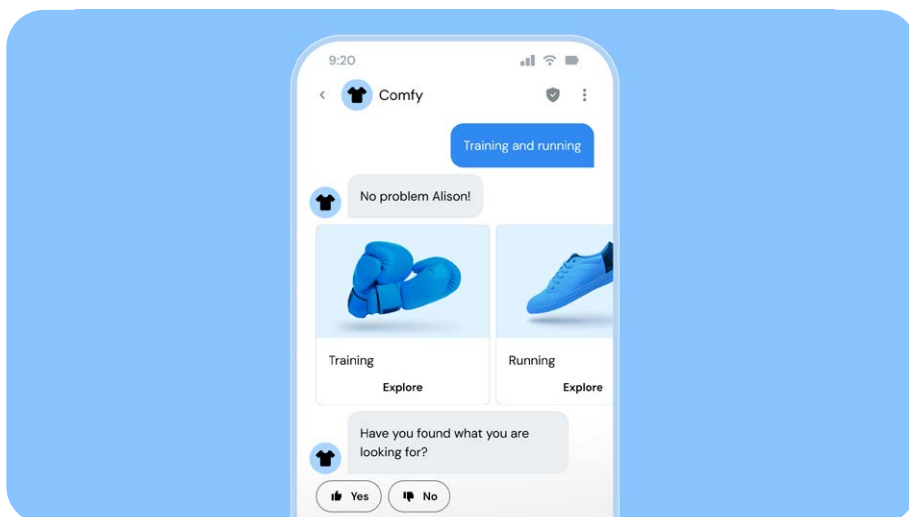 9:20
Comfy
Training and running
No problem Alison!
Training
Running
Explore
Explore
Have you found what you are
looking for?
Yes
No